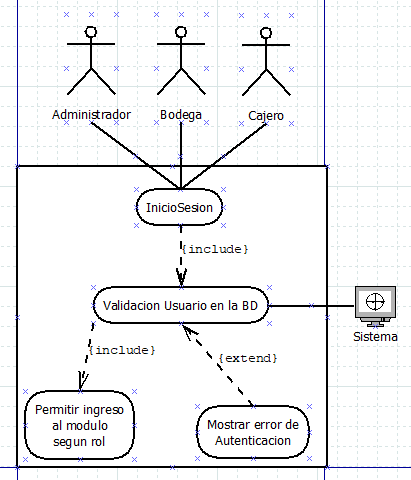 Administrador
Bodega
Cajero
InicioSesion
{include}
Validacion Usuario en la BD
Sistema
{include}
{extend}
Permitir ingreso
al modulo
segun rol
Mostrar error de
Autenticacion